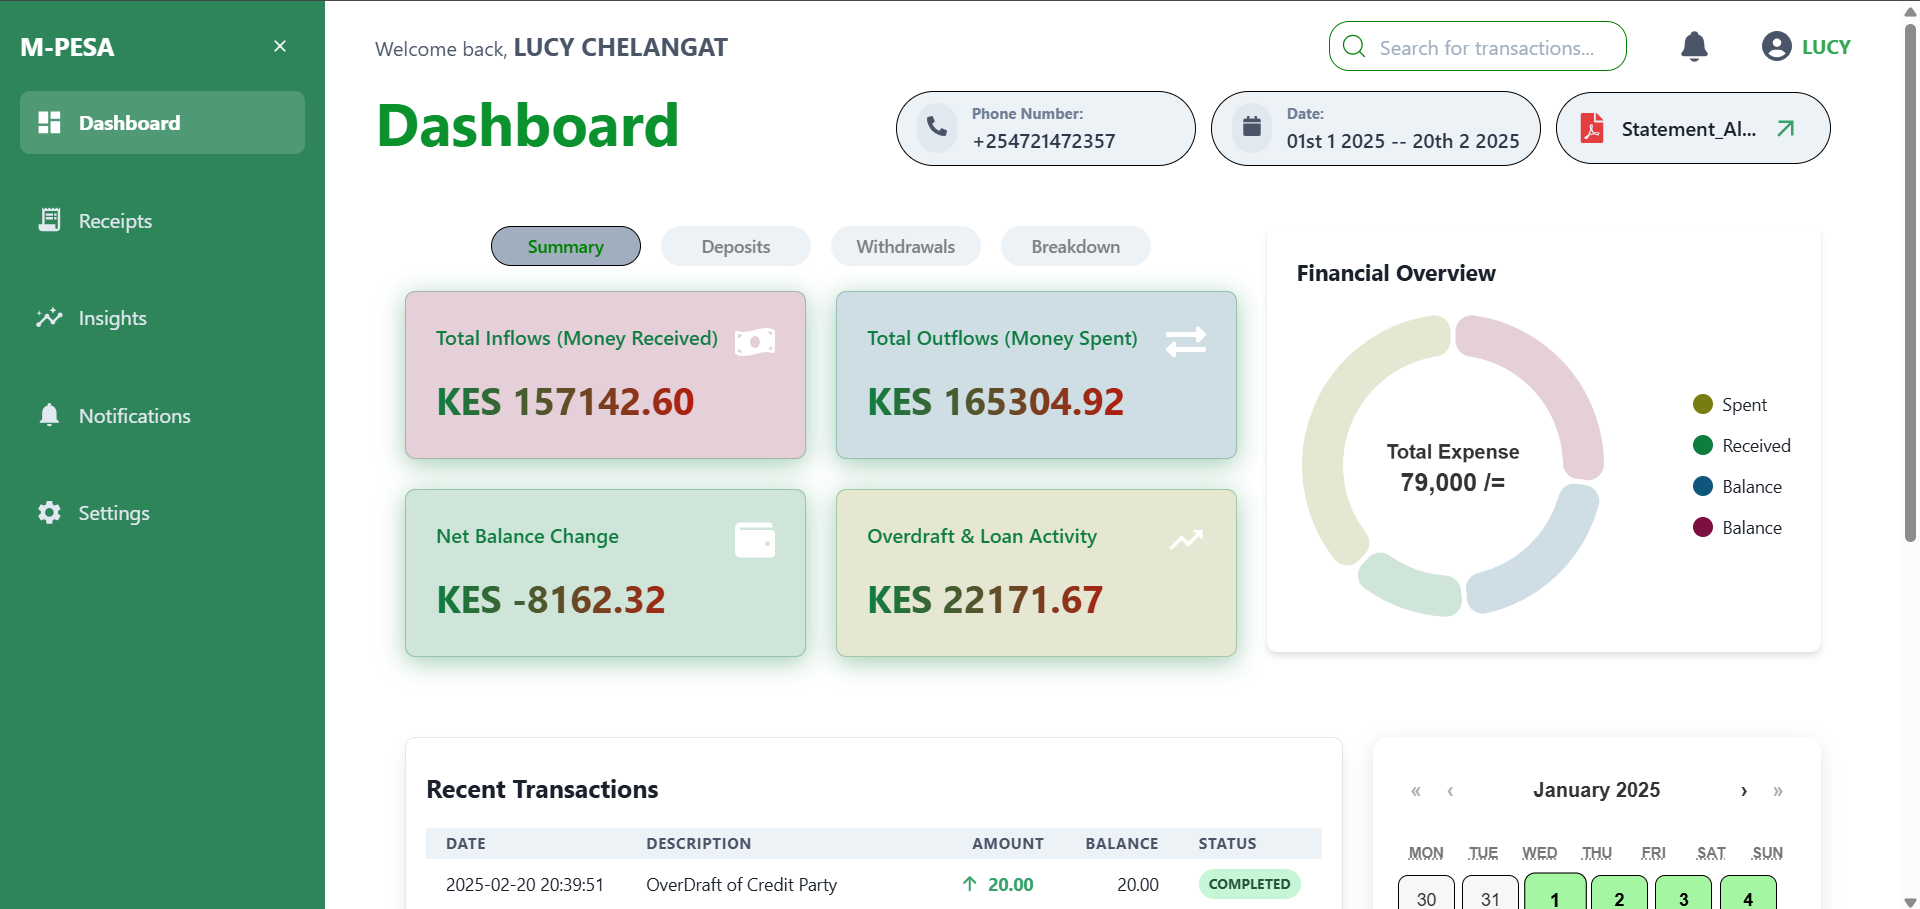 M-PESA
×
Dashboard
Receipts
Insights
Notifications
Settings
Welcome back, LUCY CHELANGAT
Search for transactions...
LUCY
Dashboard
Phone Number:
+254721472357
Date:
01st 1 2025 -- 20th 2 2025
Statement_Al...
Summary
Deposits
Withdrawals
Breakdown
Total Inflows (Money Received)
KES 157142.60
Total Outflows (Money Spent)
KES 165304.92
Net Balance Change
KES -8162.32
Overdraft & Loan Activity
KES 22171.67
Financial Overview
Total Expense
79,000 /=
Spent
Received
Balance
Balance
Recent Transactions
DATE DESCRIPTION AMOUNT BALANCE STATUS
2025-02-20 20:39:51 OverDraft of Credit Party ↑ 20.00 20.00 COMPLETED
« ‹ January 2025 › »
MON TUE WED THU FRI SAT SUN
30 31 1 2 3 4